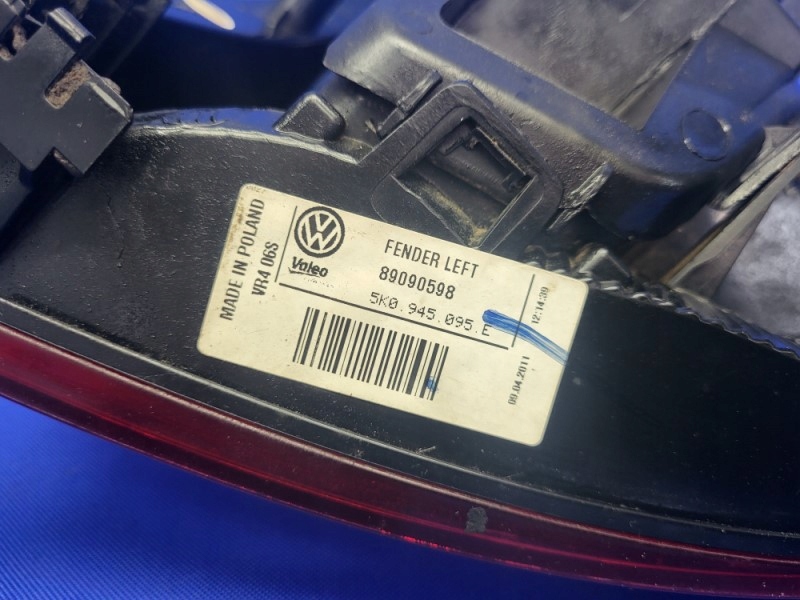 MADE IN POLAND
VR4 06S
VW
Valeo
FENDER LEFT
89090598
5K0.945.095.E
12:14:39
09.04.2011